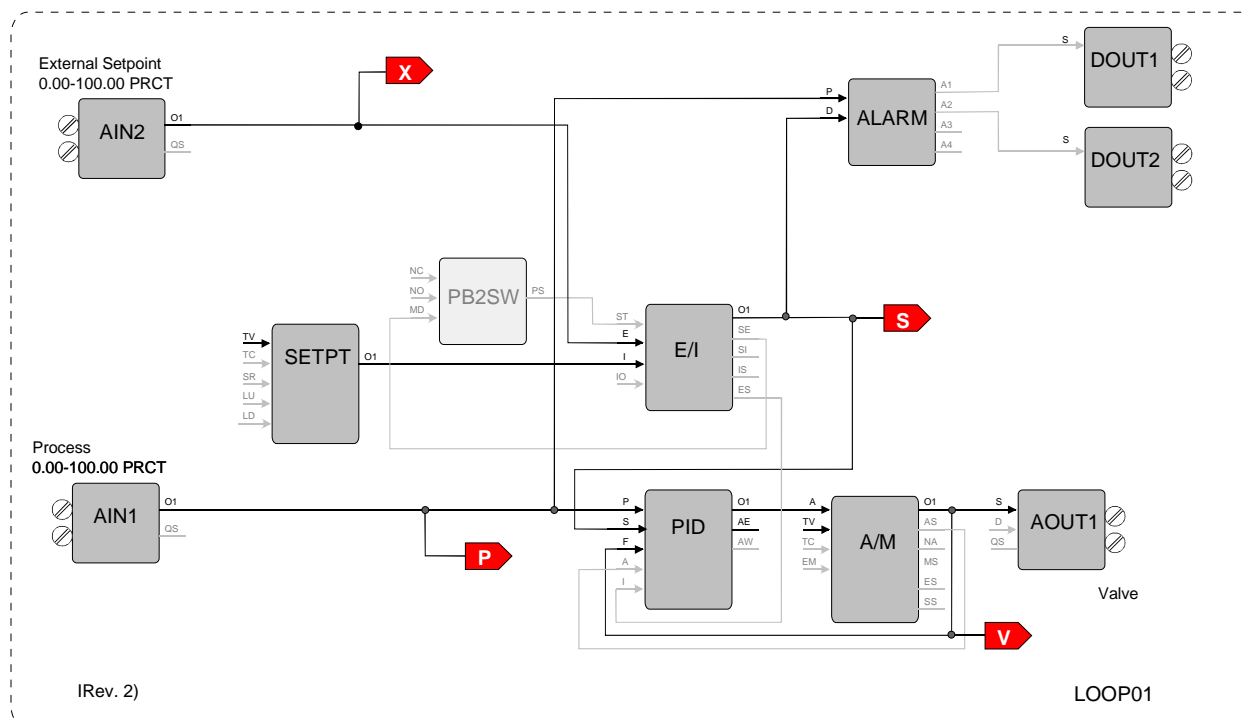 External Setpoint
0.00-100.00 PRCT
AIN2
O1
QS
X
P
D
ALARM
A1
A2
A3
A4
S
DOUT1
S
DOUT2
NC
NO
MD
PB2SW
PS
TV
TC
SR
LU
LD
SETPT
O1
ST
E
I
IO
E/I
O1
SE
SI
IS
ES
S
Process
0.00-100.00 PRCT
AIN1
O1
QS
P
P
S
F
A
I
PID
O1
AE
AW
A
TV
TC
EM
A/M
O1
AS
NA
MS
ES
SS
S
D
QS
AOUT1
Valve
V
IRev. 2)
LOOP01